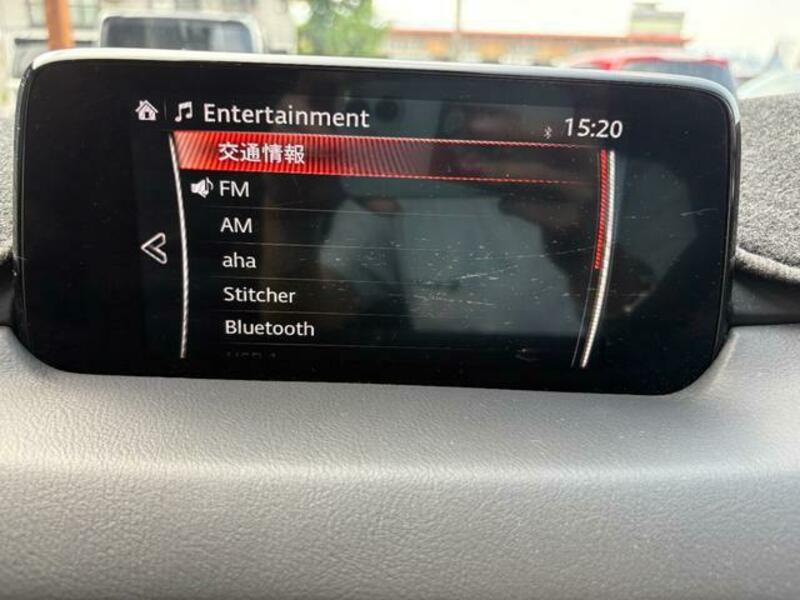 Entertainment
15:20
交通情報
FM
AM
aha
Stitcher
Bluetooth